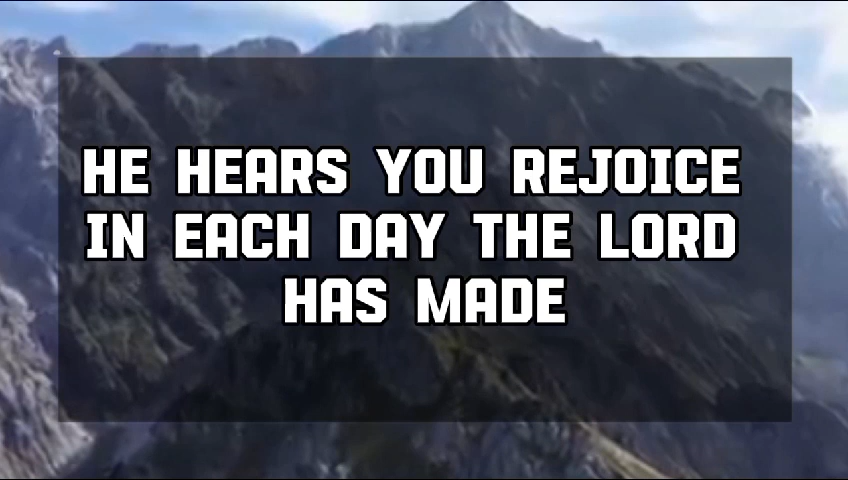 HE HEARS YOU REJOICE
IN EACH DAY THE LORD
HAS MADE